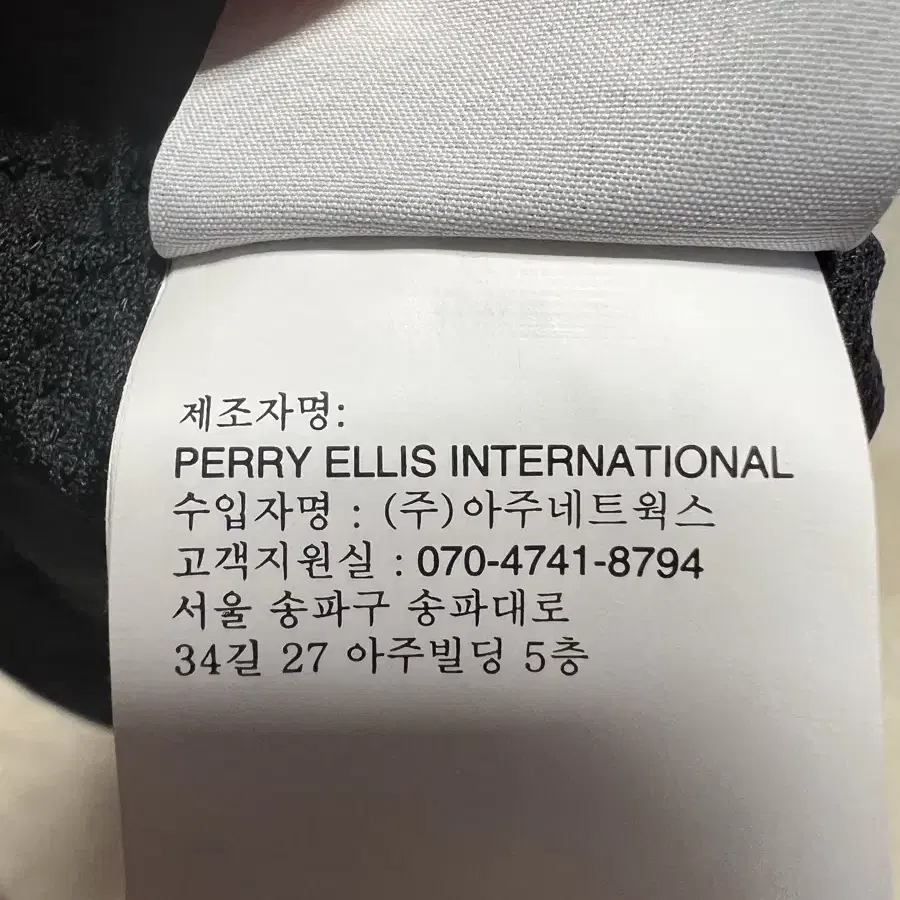 제조자명:
PERRY ELLIS INTERNATIONAL
수입자명 : (주)아주네트웍스
고객지원실 : 070-4741-8794
서울 송파구 송파대로
34길 27 아주빌딩 5층